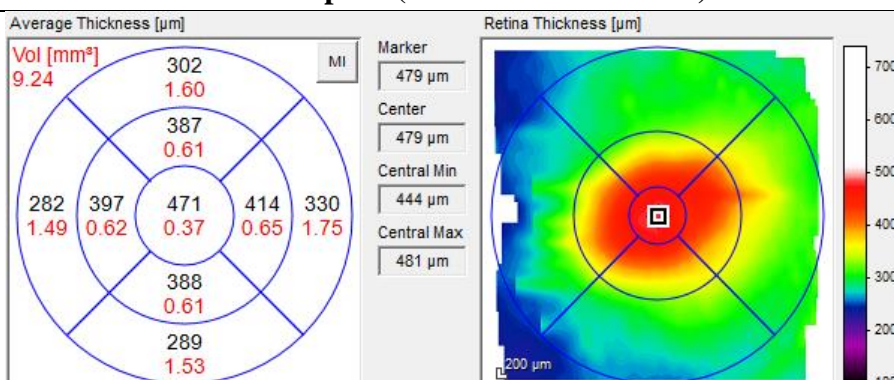 Average Thickness [µm]
Vol [mm³]
9.24
MI
302
1.60
387
0.61
282 397 471 414 330
1.49 0.62 0.37 0.65 1.75
388
0.61
289
1.53
Marker
479 µm
Center
479 µm
Central Min
444 µm
Central Max
481 µm
Retina Thickness [µm]
200 µm
700
500
400
300
200